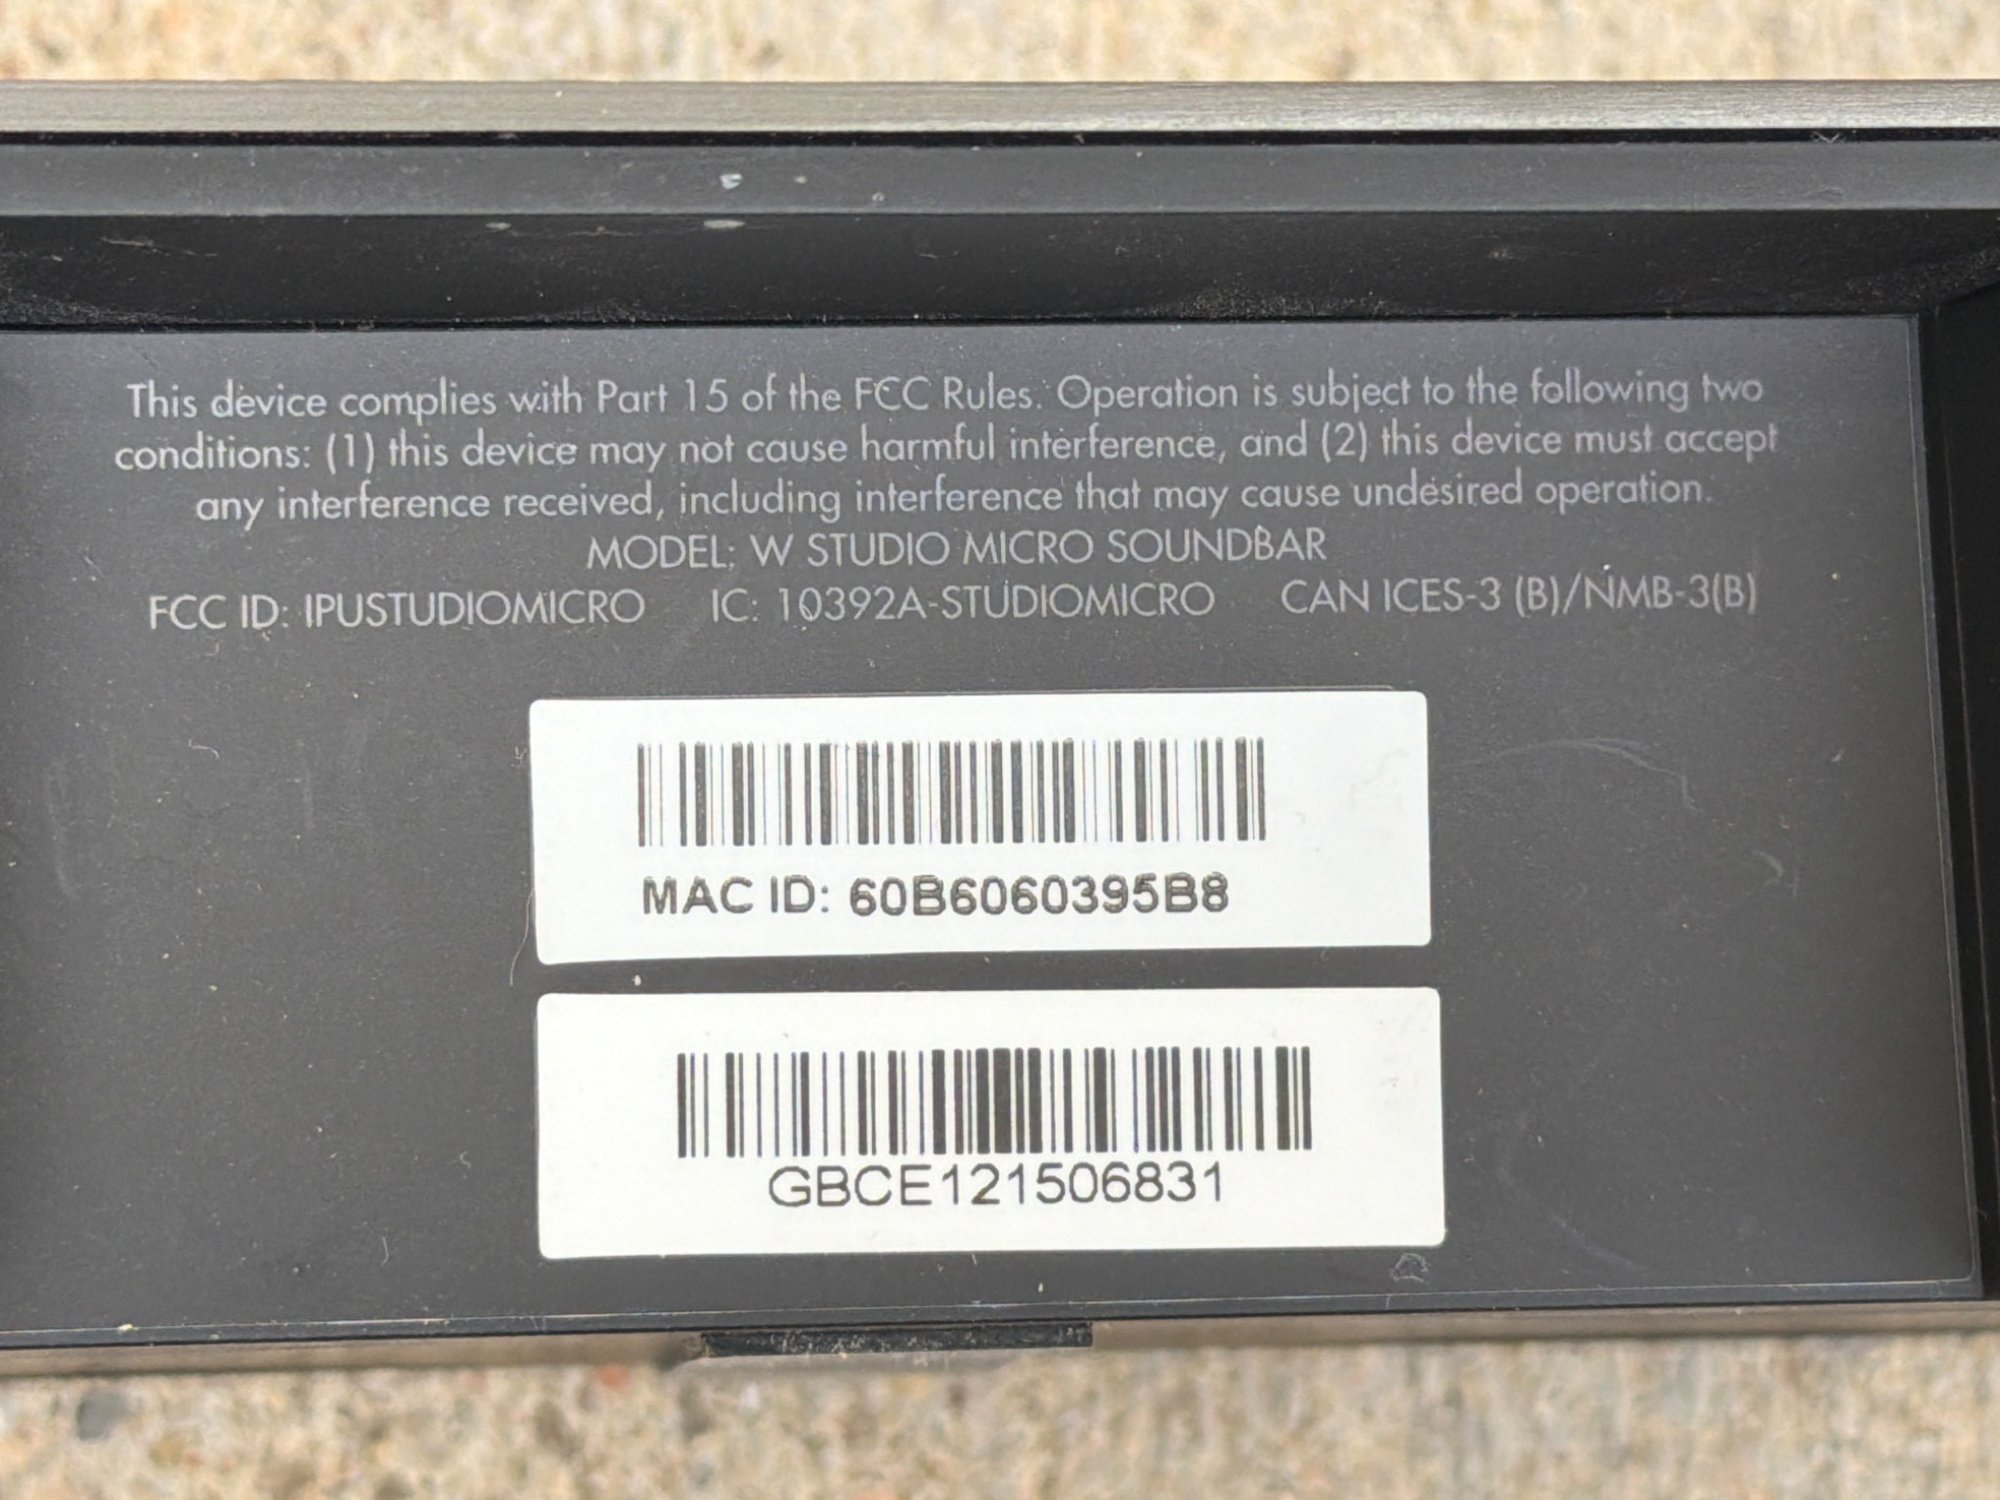 This device complies with Part 15 of the FCC Rules. Operation is subject to the following two
conditions: (1) this device may not cause harmful interference, and (2) this device must accept
any interference received, including interference that may cause undesired operation.
MODEL: W STUDIO MICRO SOUNDBAR
FCC ID: IPUSTUDIOMICRO IC: 10392A-STUDIOMICRO CAN ICES-3 (B)/NMB-3(B)
MAC ID: 60B6060395B8
GBCE121506831